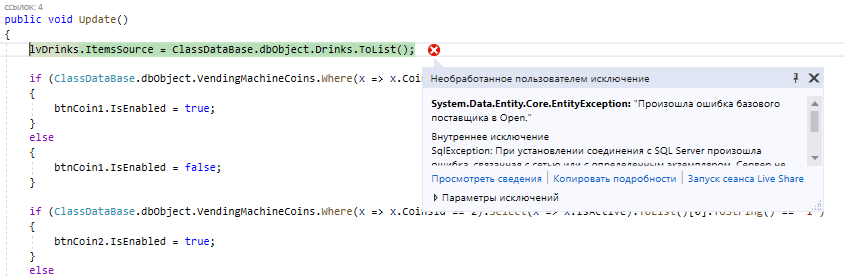 ссылок: 4
public void Update()
{
lvDrinks.ItemsSource = ClassDataBase.dbObject.Drinks.ToList();
if (ClassDataBase.dbObject.VendingMachineCoins.Where(x => x.Coi
{
btnCoin1.IsEnabled = true;
}
else
{
btnCoin1.IsEnabled = false;
}
if (ClassDataBase.dbObject.VendingMachineCoins.Where(x => x.CoinsId == 2).Select(x => x.IsActive).ToList()[0].ToString() == "1")
{
btnCoin2.IsEnabled = true;
}
else
Необработанное пользователем исключение
System.Data.Entity.Core.EntityException: "Произошла ошибка базового
поставщика в Open."
Внутреннее исключение
SqlException: При установлении соединения с SQL Server произошла
ошибка, связанная с сетью или с определенным экземпляром. Сервер не
Просмотреть сведения | Копировать подробности | Запуск сеанса Live Share
Параметры исключений